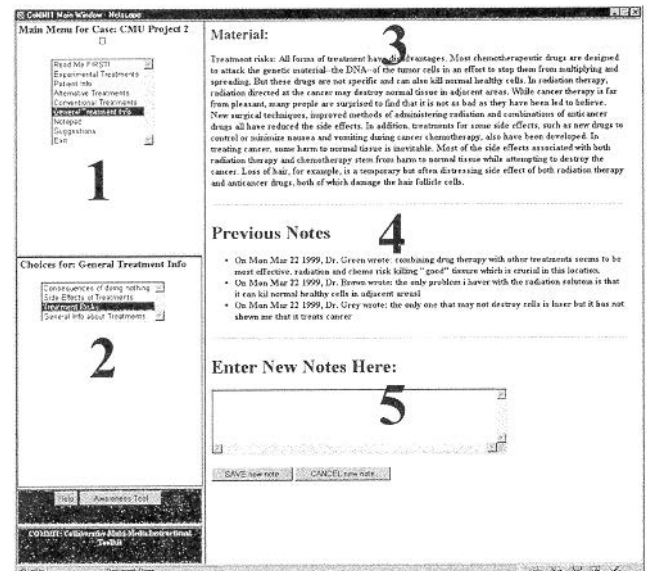 COMMIT Main Window - Netscape
Main Menu for Case: CMU Project 2
Read Me FIRST!
Experimental Treatments
Patient Info
Alternative Treatments
Conventional Treatments
General Treatment Info
Notepad
Suggestions
Exit
1
Choices for: General Treatment Info
Consequences of doing nothing
Side Effects of Treatments
Treatment Risks
General Info about Treatments
2
Help
Awareness Tool
COMMIT: Collaborative Multi-Media Instructional
Toolkit
Material:
3
Treatment risks: All forms of treatment have disadvantages. Most chemotherapeutic drugs are designed
to attack the genetic material--the DNA--of the tumor cells in an effort to stop them from multiplying and
spreading. But these drugs are not specific and can also kill normal healthy cells. In radiation therapy,
radiation directed at the cancer may destroy normal tissue in adjacent areas. While cancer therapy is far
from pleasant, many people are surprised to find that it is not as bad as they have been led to believe.
New surgical techniques, improved methods of administering radiation and combinations of anticancer
drugs all have reduced the side effects. In addition, treatments for some side effects, such as new drugs to
control or minimize nausea and vomiting during cancer chemotherapy, also have been developed. In
treating cancer, some harm to normal tissue is inevitable. Most of the side effects associated with both
radiation therapy and chemotherapy stem from harm to normal tissue while attempting to destroy the
cancer. Loss of hair, for example, is a temporary but often distressing side effect of both radiation therapy
and anticancer drugs, both of which damage the hair follicle cells.
Previous Notes
4
• On Mon Mar 22 1999, Dr. Green wrote: combining drug therapy with other treatments seems to be
most effective. radiation and chemo risk killing "good" tissure which is crucial in this location.
• On Mon Mar 22 1999, Dr. Brown wrote: the only problem i haver with the radiation soluton is that
it can kil normal healthy cells in adjacent areas]
• On Mon Mar 22 1999, Dr. Grey wrote: the only one that may not destroy cells is laser but it has not
shown me that it treats cancer
Enter New Notes Here:
5
SAVE new note
CANCEL new note